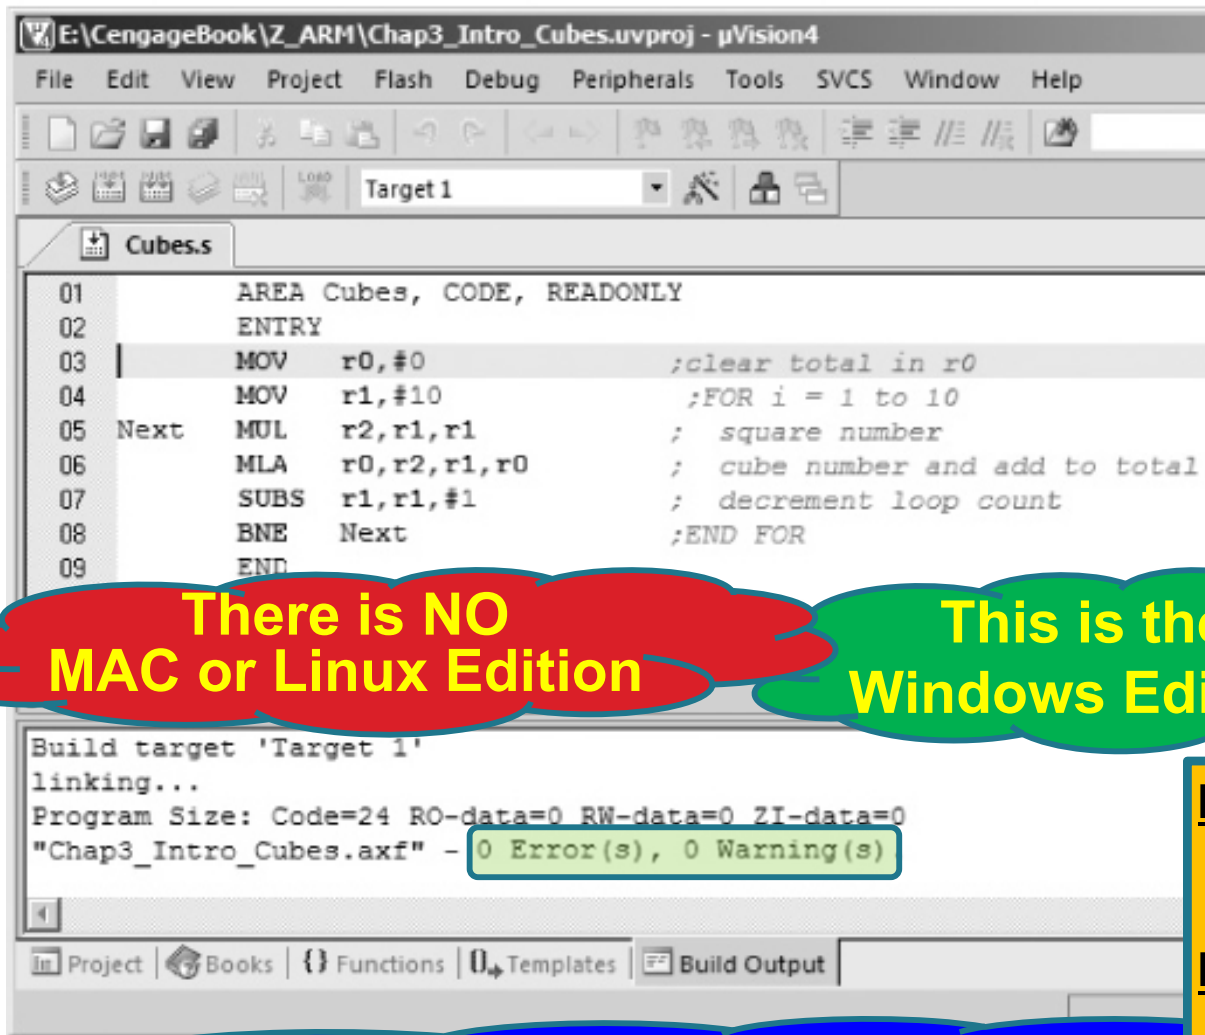 E:\CengageBook\Z_ARM\Chap3_Intro_Cubes.uvproj - µVision4
File Edit View Project Flash Debug Peripherals Tools SVCS Window Help
LOAD Target 1
Cubes.s
01 AREA Cubes, CODE, READONLY
02 ENTRY
03 MOV r0,#0 ;clear total in r0
04 MOV r1,#10 ;FOR i = 1 to 10
05 Next MUL r2,r1,r1 ; square number
06 MLA r0,r2,r1,r0 ; cube number and add to total
07 SUBS r1,r1,#1 ; decrement loop count
08 BNE Next ;END FOR
09 END
There is NO
MAC or Linux Edition
This is the
Windows Edi
Build target 'Target 1'
linking...
Program Size: Code=24 RO-data=0 RW-data=0 ZI-data=0
"Chap3_Intro_Cubes.axf" - 0 Error(s), 0 Warning(s)
Project Books {} Functions 0 Templates Build Output